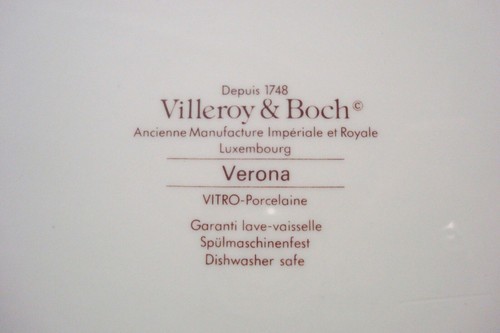 Depuis 1748
Villeroy & Boch©
Ancienne Manufacture Impériale et Royale
Luxembourg
Verona
VITRO-Porcelaine
Garanti lave-vaisselle
Spülmaschinenfest
Dishwasher safe